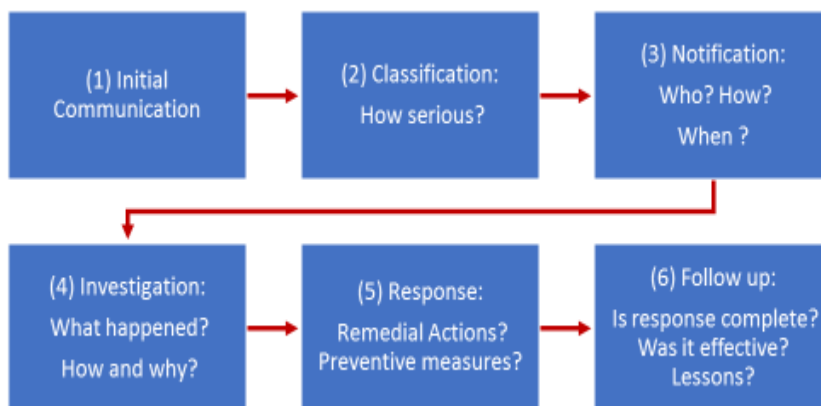 (1) Initial
Communication
(2) Classification:
How serious?
(3) Notification:
Who? How?
When ?
(4) Investigation:
What happened?
How and why?
(5) Response:
Remedial Actions?
Preventive measures?
(6) Follow up:
Is response complete?
Was it effective?
Lessons?